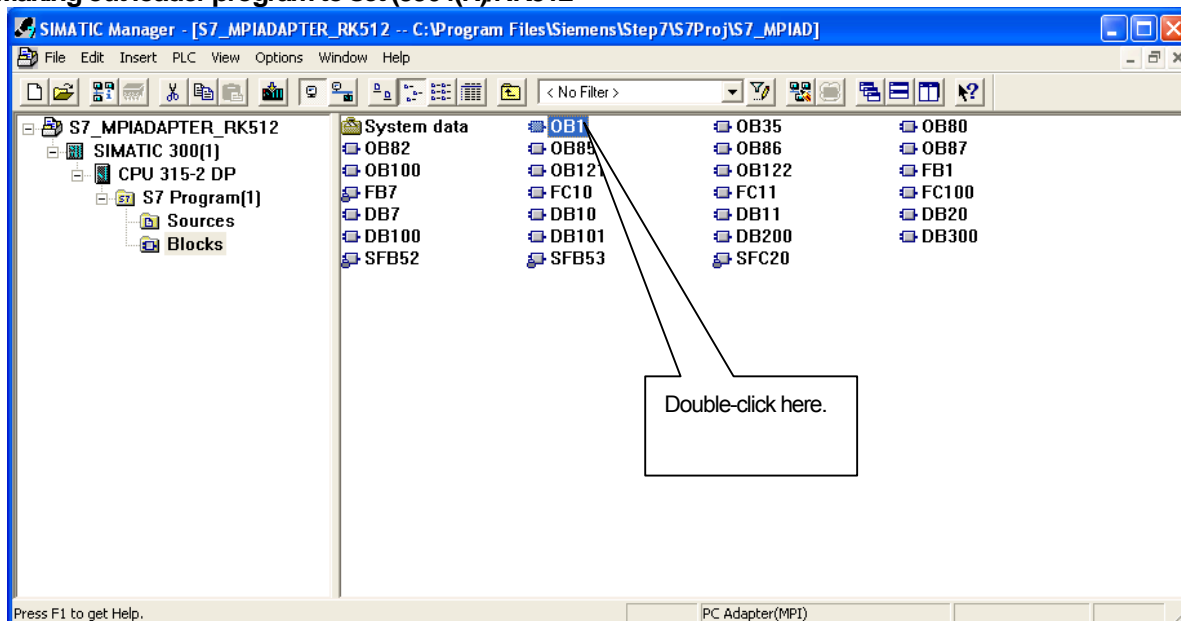 SIMATIC Manager - [S7_MPIADAPTER_RK512 -- C:\Program Files\Siemens\Step7\S7Proj\S7_MPIAD]
File Edit Insert PLC View Options Window Help
< No Filter >
S7_MPIADAPTER_RK512
SIMATIC 300(1)
CPU 315-2 DP
S7 Program(1)
Sources
Blocks
System data OB1 OB35 OB80
OB82 OB85 OB86 OB87
OB100 OB121 OB122 FB1
FB7 FC10 FC11 FC100
DB7 DB10 DB11 DB20
DB100 DB101 DB200 DB300
SFB52 SFB53 SFC20
Double-click here.
Press F1 to get Help. PC Adapter(MPI)